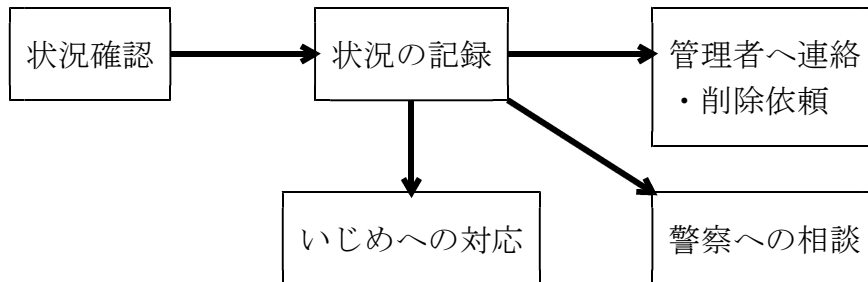 状況確認
状況の記録
管理者へ連絡
・削除依頼
いじめへの対応
警察への相談